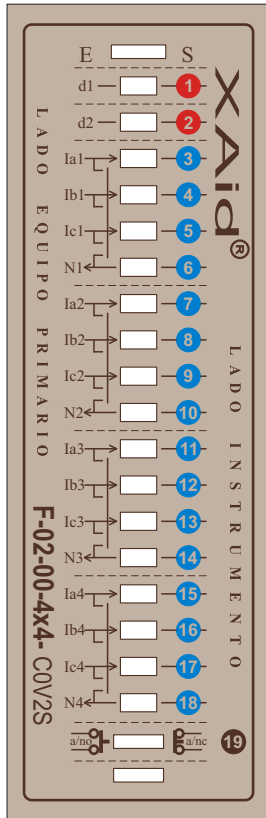 E S
d1 1
d2 2
Ia1 3
Ib1 4
Ic1 5
N1 6
Ia2 7
Ib2 8
Ic2 9
N2 10
Ia3 11
Ib3 12
Ic3 13
N3 14
Ia4 15
Ib4 16
Ic4 17
N4 18
a/no a/nc 19
LADO EQUIPO PRIMARIO
F-02-00-4x4- C0V2S
XAid®
LADO INSTRUMENTO